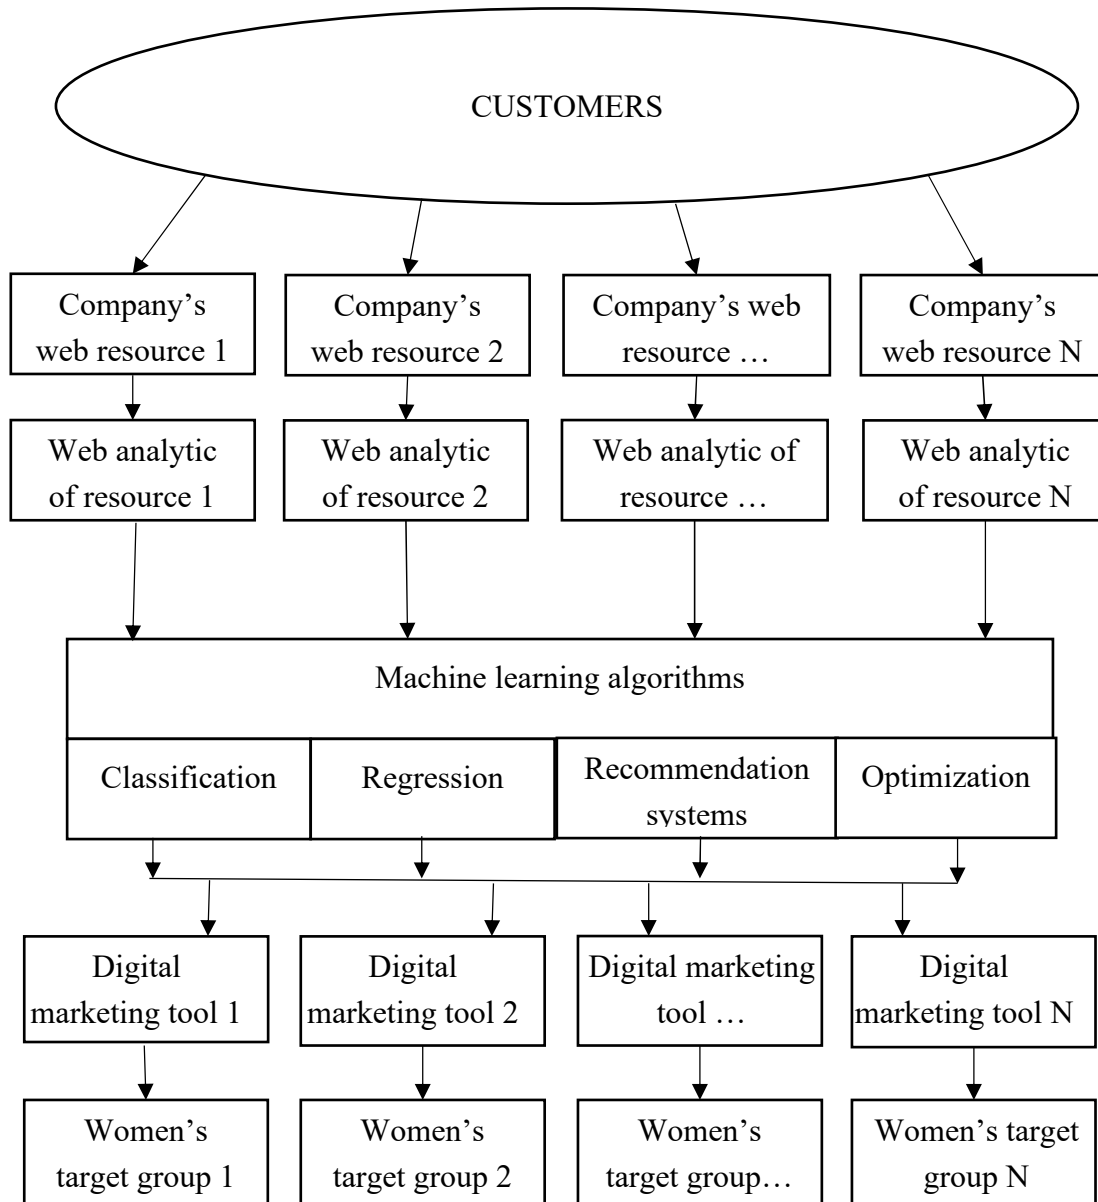 CUSTOMERS
Company’s
web resource 1
Company’s
web resource 2
Company’s web
resource …
Company’s
web resource N
Web analytic
of resource 1
Web analytic
of resource 2
Web analytic of
resource …
Web analytic
of resource N
Machine learning algorithms
Classification
Regression
Recommendation
systems
Optimization
Digital
marketing tool 1
Digital
marketing tool 2
Digital marketing
tool …
Digital
marketing tool N
Women’s
target group 1
Women’s
target group 2
Women’s
target group…
Women’s target
group N